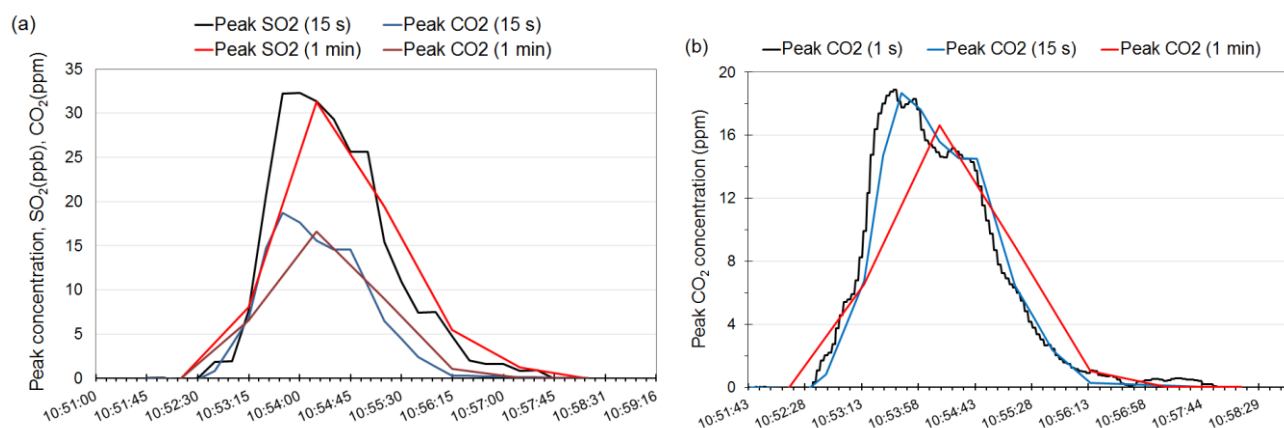 (a)
Peak SO2 (15 s) Peak CO2 (15 s)
Peak SO2 (1 min) Peak CO2 (1 min)
Peak concentration, SO₂(ppb), CO₂(ppm)
35
30
25
20
15
10
5
0
10:51:00 10:51:45 10:52:30 10:53:15 10:54:00 10:54:45 10:55:30 10:56:15 10:57:00 10:57:45 10:58:31 10:59:16
(b)
Peak CO2 (1 s) Peak CO2 (15 s) Peak CO2 (1 min)
Peak CO₂ concentration (ppm)
20
16
12
8
4
0
10:51:43 10:52:28 10:53:13 10:53:58 10:54:43 10:55:28 10:56:13 10:56:58 10:57:44 10:58:29